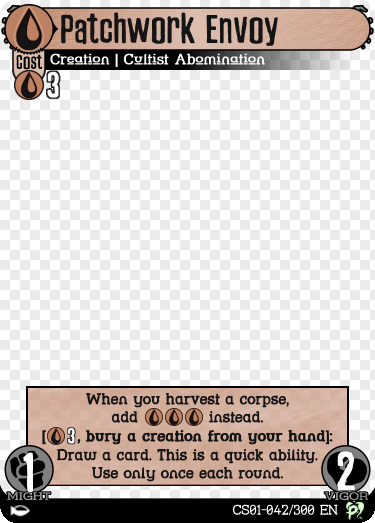 Patchwork Envoy
Cost
Creation | Cultist Abomination
3
When you harvest a corpse,
add instead.
[3, bury a creation from your hand]:
Draw a card. This is a quick ability.
Use only once each round.
1
MIGHT
2
VIGOR
CS01-042/300 EN